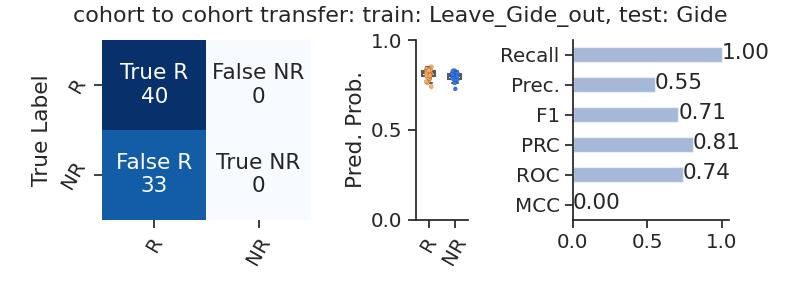 cohort to cohort transfer: train: Leave_Gide_out, test: Gide
True Label
R
NR
True R
40
False NR
0
False R
33
True NR
0
R
NR
Pred. Prob.
1.0
0.5
0.0
R
NR
Recall
1.00
Prec.
0.55
F1
0.71
PRC
0.81
ROC
0.74
MCC
0.00
0.0
0.5
1.0